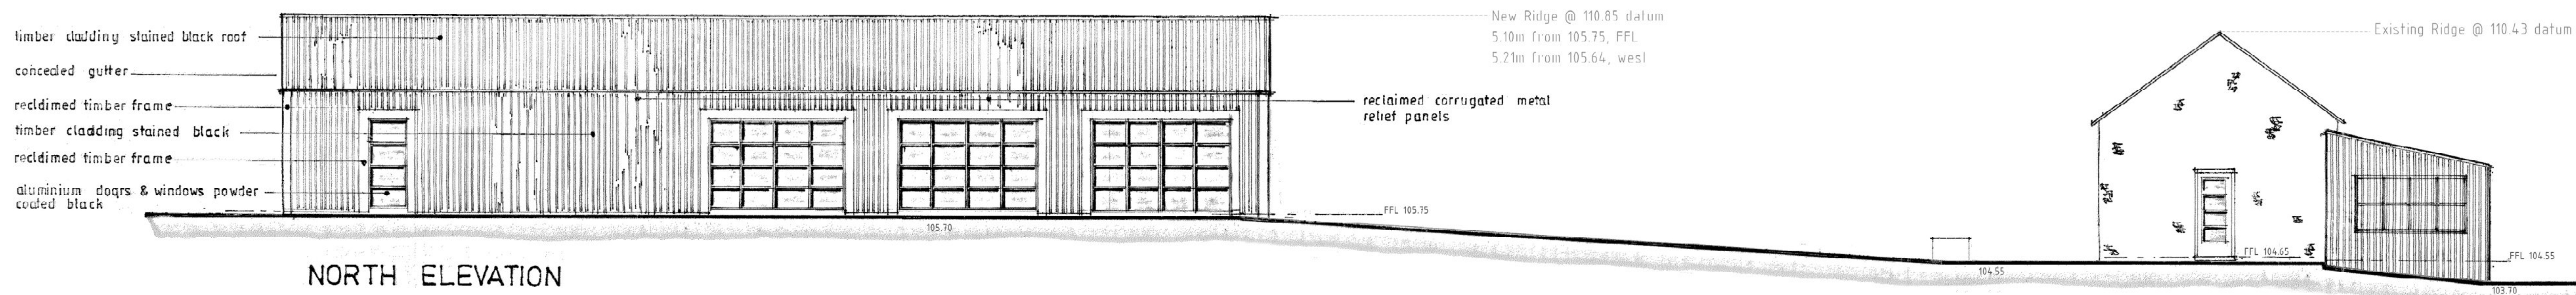 timber cladding stained black roof
concealed gutter
reclaimed timber frame
timber cladding stained black
reclaimed timber frame
aluminium doors & windows powder
coated black
New Ridge @ 110.85 datum
5.10m from 105.75, FFL
5.21m from 105.64, west
reclaimed corrugated metal
relief panels
Existing Ridge @ 110.43 datum
FFL 105.75
105.70
104.55
FFL 104.65
FFL 104.55
103.70
NORTH ELEVATION